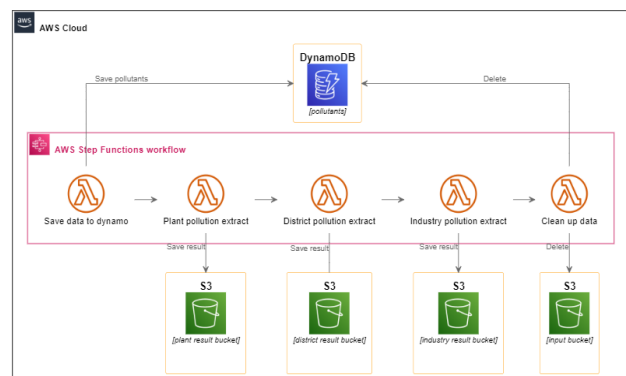 aws
AWS Cloud
DynamoDB
[pollutants]
Save pollutants
Delete
AWS Step Functions workflow
Save data to dynamo
Plant pollution extract
District pollution extract
Industry pollution extract
Clean up data
Save result
Save result
Save result
Delete
S3
[plant result bucket]
S3
[district result bucket]
S3
[industry result bucket]
S3
[input bucket]